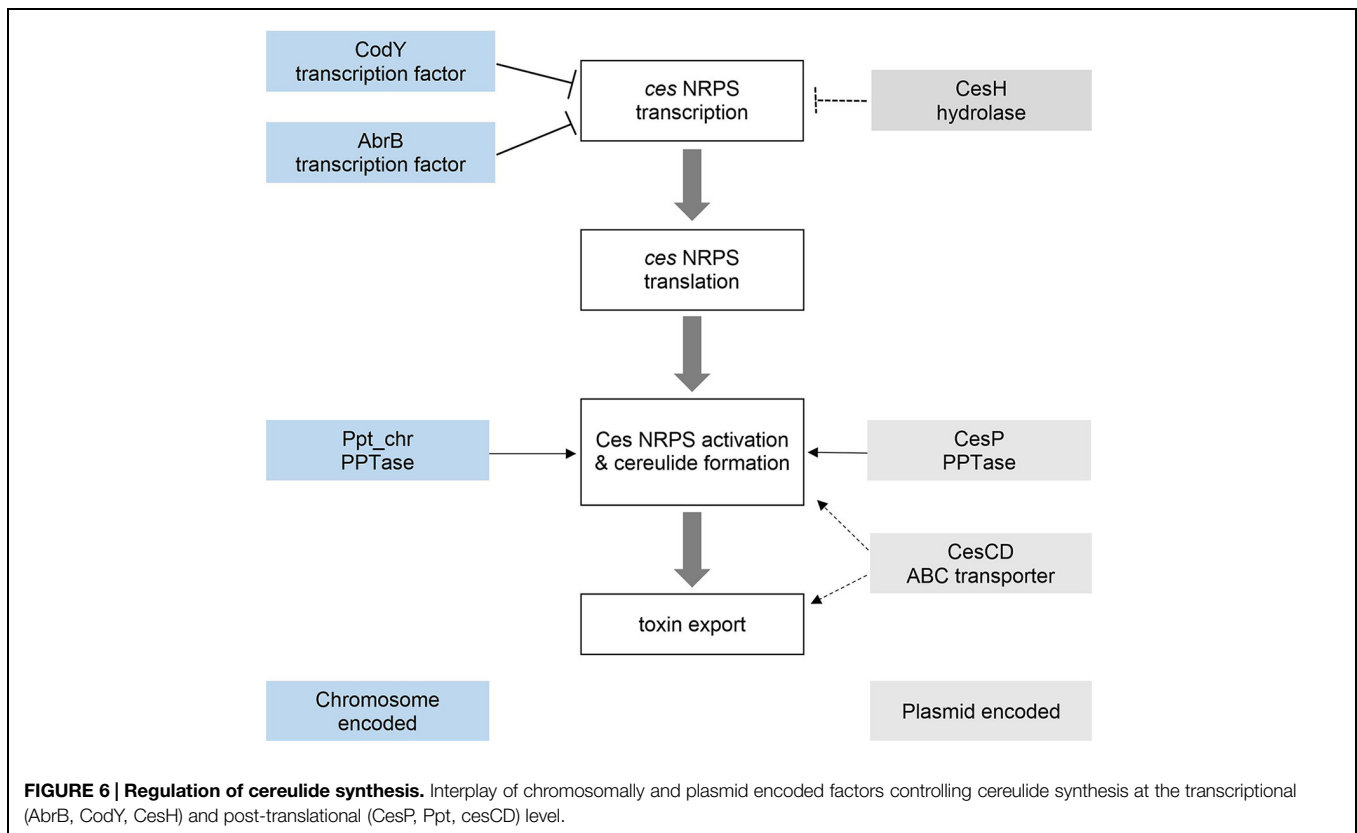 CodY
transcription factor
AbrB
transcription factor
ces NRPS
transcription
CesH
hydrolase
ces NRPS
translation
Ppt_chr
PPTase
Ces NRPS activation
& cereulide formation
CesP
PPTase
CesCD
ABC transporter
toxin export
Chromosome
encoded
Plasmid encoded
FIGURE 6 | Regulation of cereulide synthesis. Interplay of chromosomally and plasmid encoded factors controlling cereulide synthesis at the transcriptional
(AbrB, CodY, CesH) and post-translational (CesP, Ppt, cesCD) level.